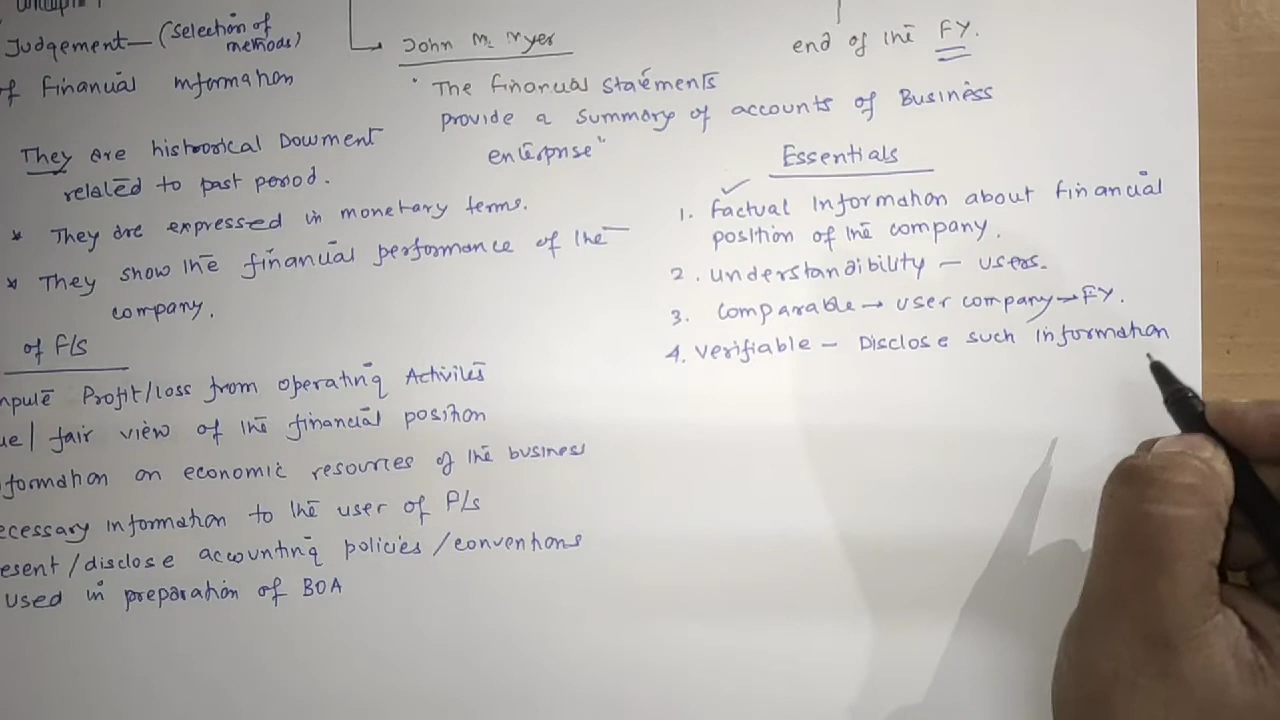 Judgement — (Selection of
methods)
of Financial information
They are historical Document
related to past period.
* They are expressed in monetary terms.
* They show the financial performance of the
company.
of F/S
Profit/loss from operating Activites
fair view of the financial position
on economic resources of the business
information to the user of F/S
/disclose accounting policies/conventions
used in preparation of BOA
John M. Myer
"The financial statements
provide a summary of accounts of Business
enterprise"
end of the FY.
Essentials
1. Factual Information about financial
position of the company.
2. Understandibility — users.
3. Comparable → user company → FY.
4. Verifiable — Disclose such information